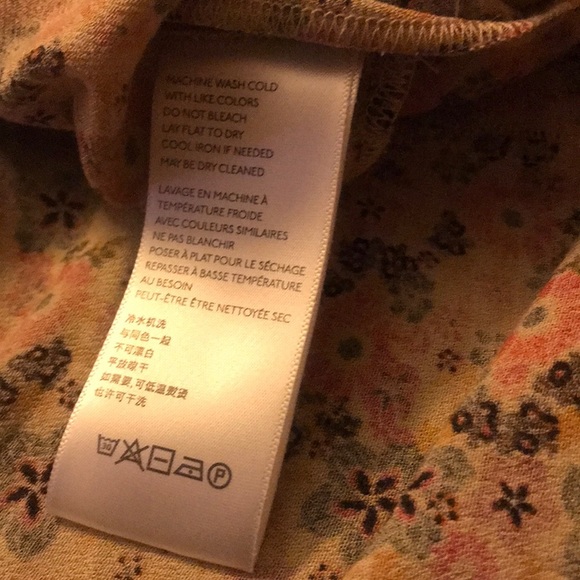 MACHINE WASH COLD
WITH LIKE COLORS
DO NOT BLEACH
LAY FLAT TO DRY
COOL IRON IF NEEDED
MAY BE DRY CLEANED
LAVAGE EN MACHINE À
TEMPÉRATURE FROIDE
AVEC COULEURS SIMILAIRES
NE PAS BLANCHIR
POSER À PLAT POUR LE SÉCHAGE
REPASSER À BASSE TEMPÉRATURE
AU BESOIN
PEUT-ÊTRE ÊTRE NETTOYÉE SEC
冷水机洗
与同色一起
不可漂白
平放晾干
如需要,可低温熨烫
也许可干洗
30 P